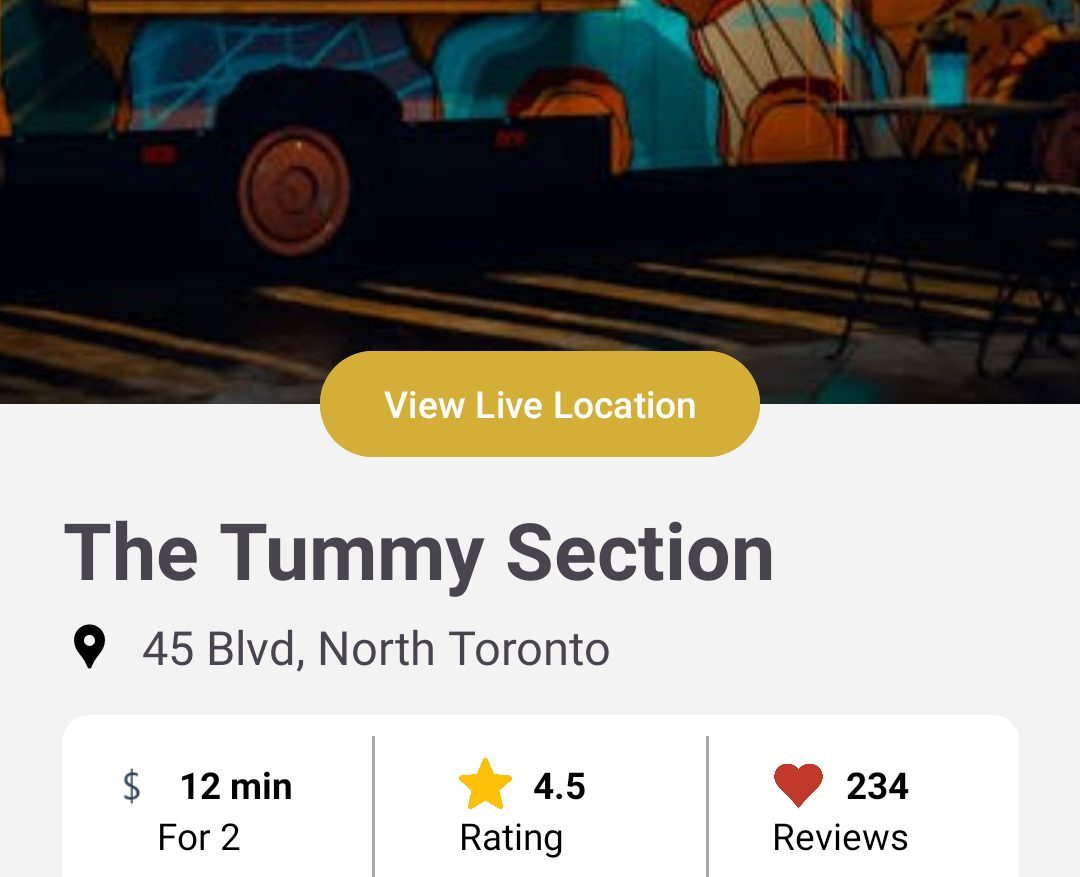 View Live Location
The Tummy Section
45 Blvd, North Toronto
$ 12 min
For 2
4.5
Rating
234
Reviews